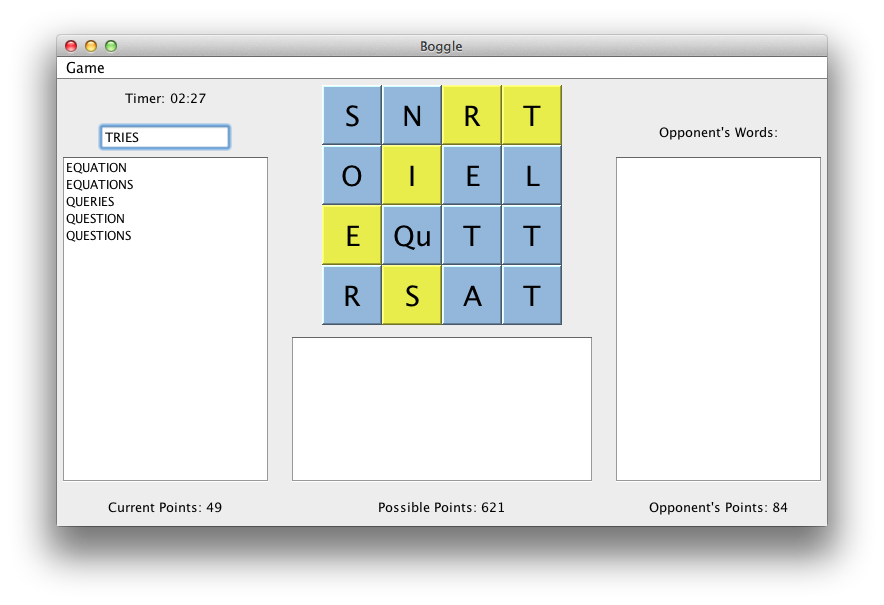 Boggle
Game
Timer: 02:27
TRIES
EQUATION
EQUATIONS
QUERIES
QUESTION
QUESTIONS
S N R T
O I E L
E Qu T T
R S A T
Opponent's Words:
Current Points: 49
Possible Points: 621
Opponent's Points: 84